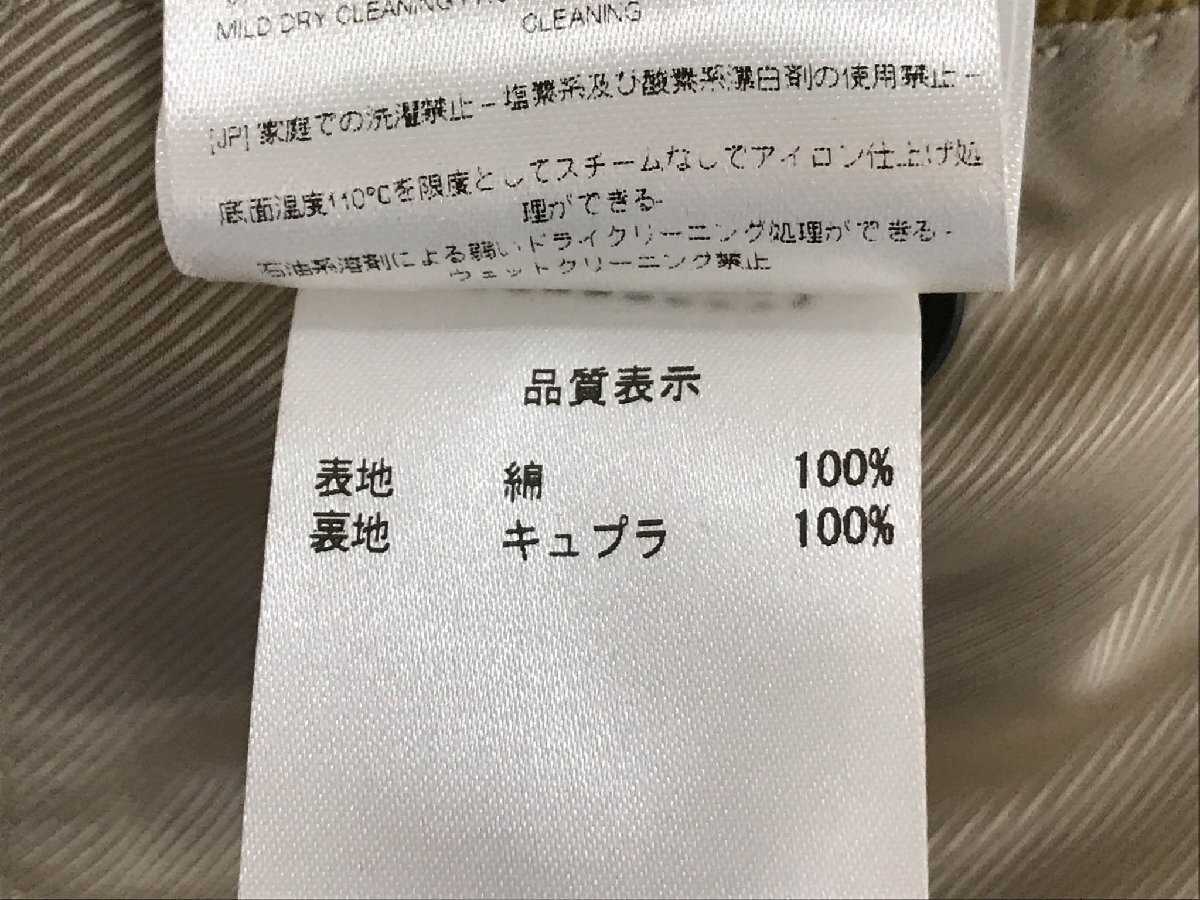 MILD DRY CLEANING
CLEANING
[JP] 家庭での洗濯禁止 - 塩素系及び酸素系漂白剤の使用禁止 -
底面温度110℃を限度としてスチームなしでアイロン仕上げ処
理ができる-
石油系溶剤による弱いドライクリーニング処理ができる -
ウェットクリーニング禁止
品質表示
表地 綿 100%
裏地 キュプラ 100%